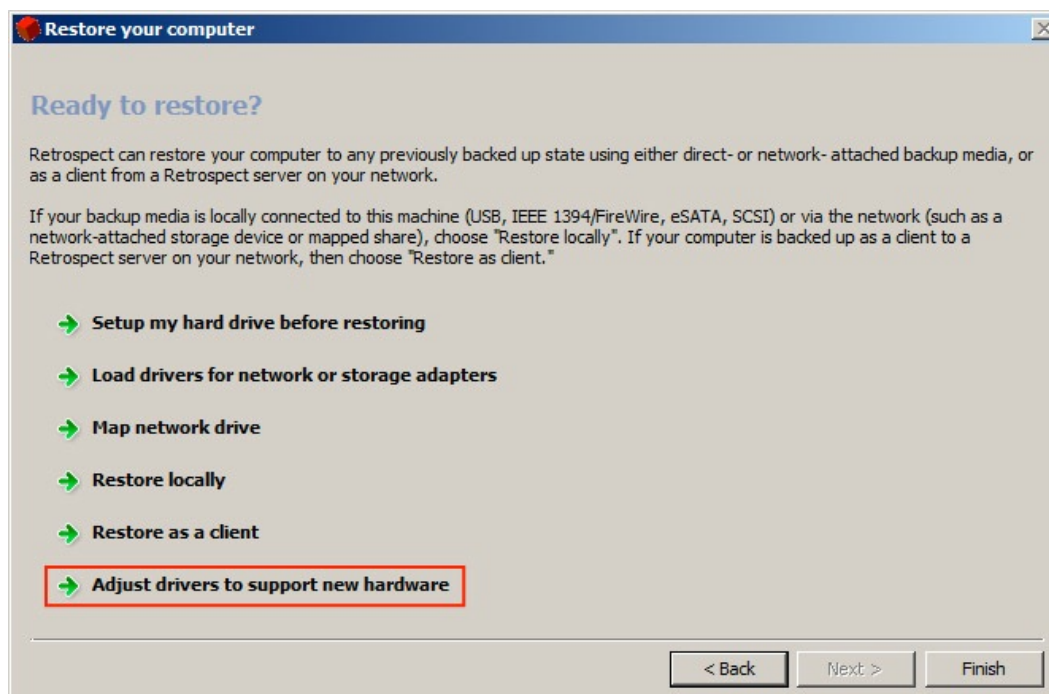 Restore your computer
Ready to restore?
Retrospect can restore your computer to any previously backed up state using either direct- or network- attached backup media, or
as a client from a Retrospect server on your network.
If your backup media is locally connected to this machine (USB, IEEE 1394/FireWire, eSATA, SCSI) or via the network (such as a
network-attached storage device or mapped share), choose "Restore locally". If your computer is backed up as a client to a
Retrospect server on your network, then choose "Restore as client."
Setup my hard drive before restoring
Load drivers for network or storage adapters
Map network drive
Restore locally
Restore as a client
Adjust drivers to support new hardware
< Back Next > Finish